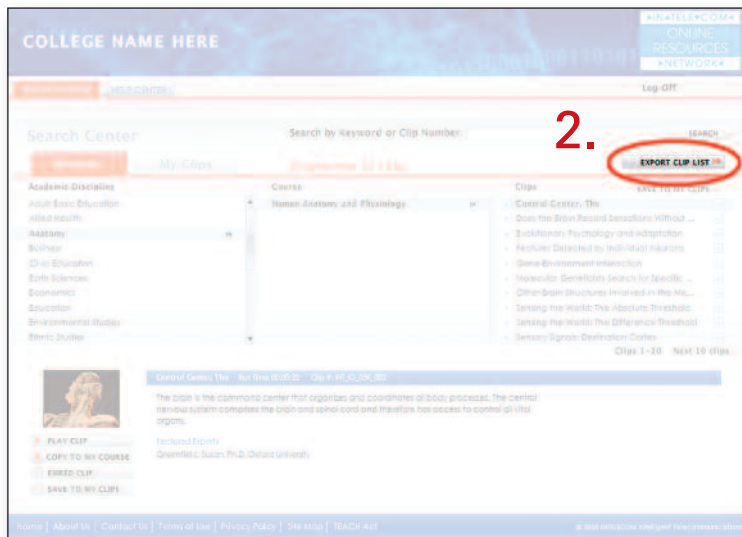 INATELECOM
ONLINE
RESOURCES
NETWORK
COLLEGE NAME HERE
HELP CENTER
Log Off
2.
Search Center
Search by Keyword or Clip Number:
SEARCH
My Clips
EXPORT CLIP LIST
Academic Discipline
Course
Clips
SAVE TO MY CLIPS
Adult Basic Education
Human Anatomy and Physiology
Control Center, The
Allied Health
Does the Brain Record Sensations Without ...
Anatomy
Evolutionary Psychology and Adaptation
Business
Features Detected by Individual Neurons
Child Education
Gene-Environment Interaction
Earth Sciences
Molecular Geneticists Search for Specific ...
Economics
Other Brain Structures Involved in the Me...
Education
Sensing the World: The Absolute Threshold
Environmental Studies
Sensing the World: The Difference Threshold
Ethnic Studies
Sensory Signals: Destination Cortex
Clips 1-10 Next 10 clips
Control Center, The
The brain is the command center that organizes and coordinates all body processes. The central
nervous system comprises the brain and spinal cord and therefore has access to control all vital
organs.
Featured Experts
Greenfield, Susan, Ph.D. Oxford University
PLAY CLIP
COPY TO MY COURSE
EMBED CLIP
SAVE TO MY CLIPS
Home | About Us | Contact Us | Terms of Use | Privacy Policy | Site Map | TEACH Act